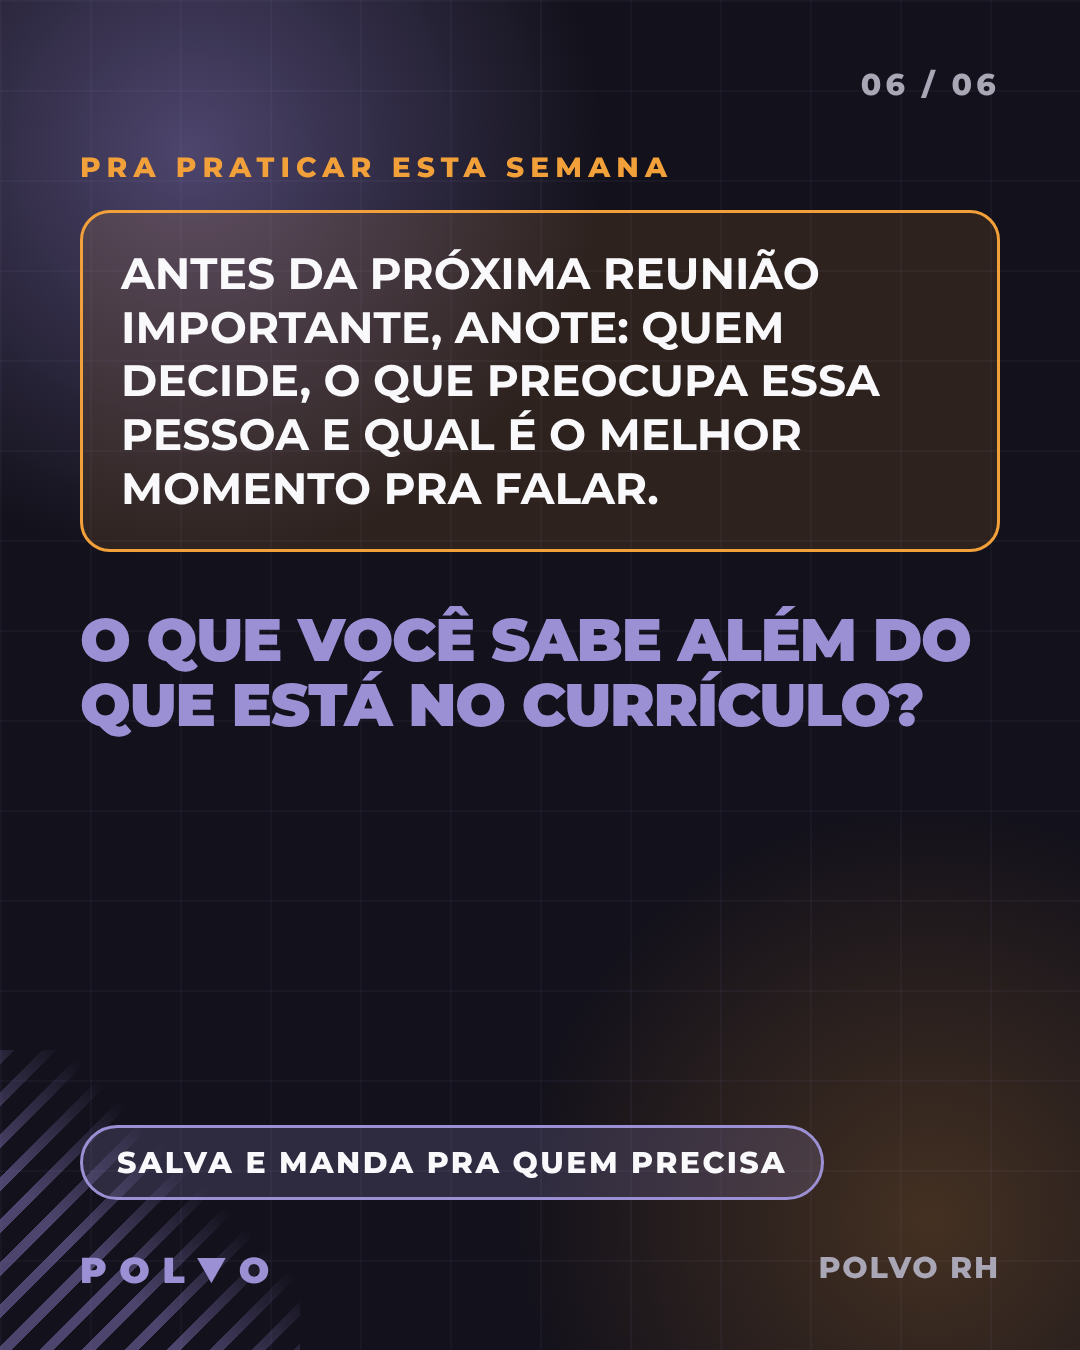 06 / 06
PRA PRATICAR ESTA SEMANA
ANTES DA PRÓXIMA REUNIÃO
IMPORTANTE, ANOTE: QUEM
DECIDE, O QUE PREOCUPA ESSA
PESSOA E QUAL É O MELHOR
MOMENTO PRA FALAR.
O QUE VOCÊ SABE ALÉM DO
QUE ESTÁ NO CURRÍCULO?
SALVA E MANDA PRA QUEM PRECISA
POLVO
POLVO RH